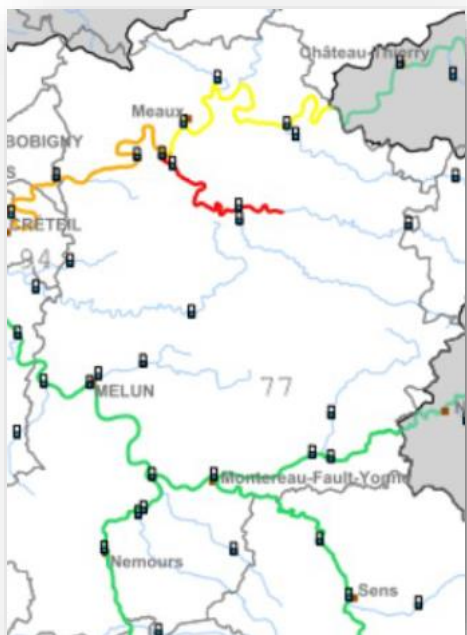 Château-Thierry
Meaux
BOBIGNY
CRETEIL
94
77
MELUN
Montereau-Fault-Yonne
Nemours
Sens